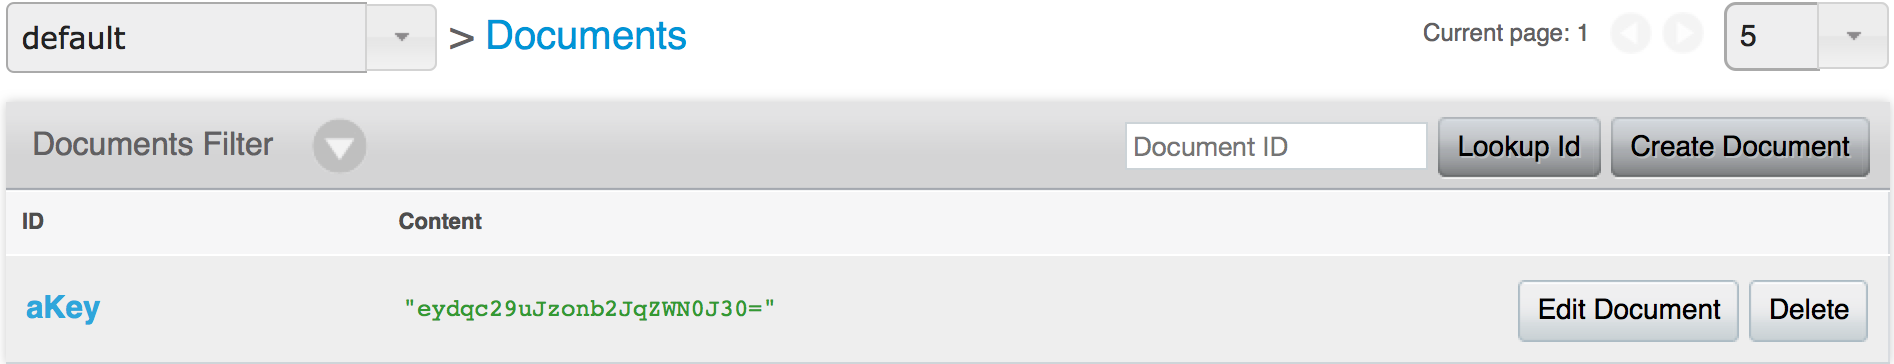 default > Documents Current page: 1 5
Documents Filter Document ID Lookup Id Create Document
ID Content
aKey "eydqc29uJzonb2JqZWN0J30=" Edit Document Delete